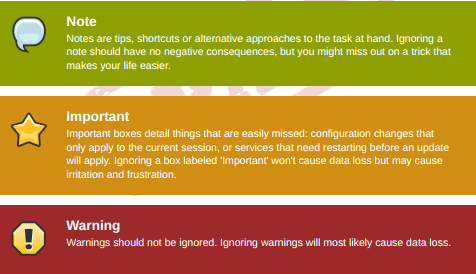 Note
Notes are tips, shortcuts or alternative approaches to the task at hand. Ignoring a
note should have no negative consequences, but you might miss out on a trick that
makes your life easier.
Important
Important boxes detail things that are easily missed: configuration changes that
only apply to the current session, or services that need restarting before an update
will apply. Ignoring a box labeled 'Important' won't cause data loss but may cause
irritation and frustration.
Warning
Warnings should not be ignored. Ignoring warnings will most likely cause data loss.